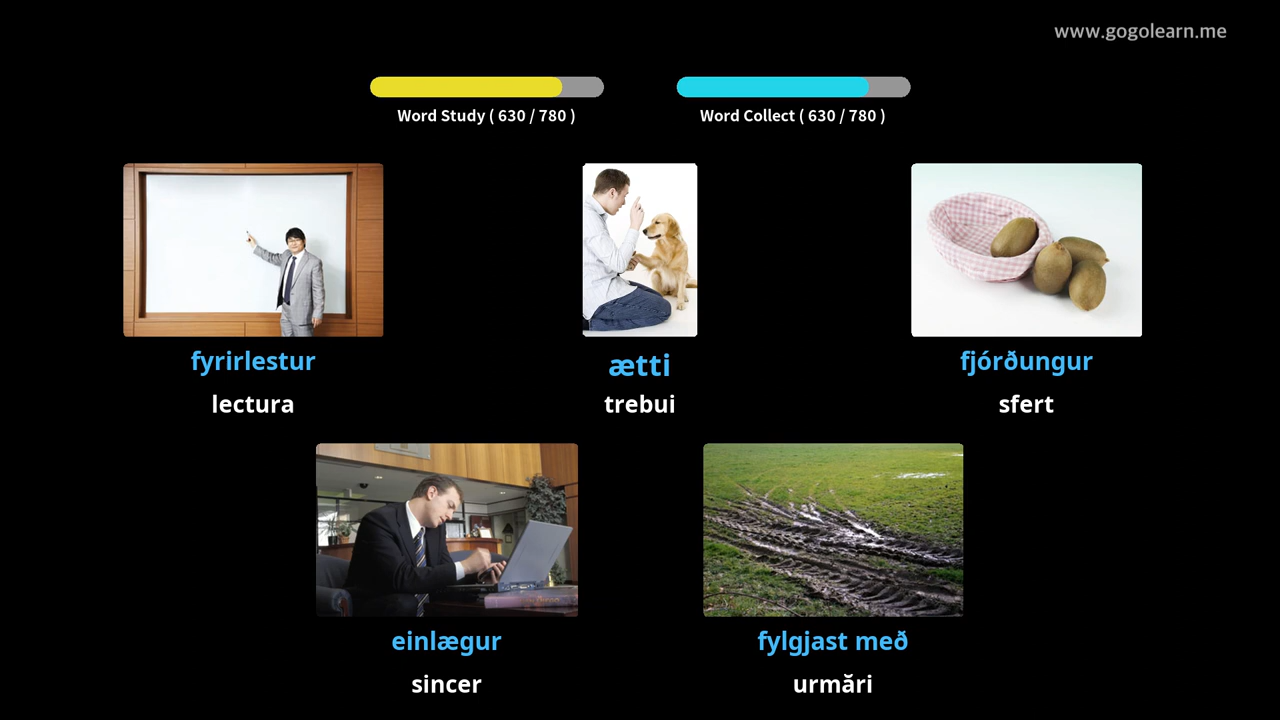 www.gogolearn.me
Word Study ( 630 / 780 )
Word Collect ( 630 / 780 )
fyrirlestur
lectura
ætti
trebui
fjórðungur
sfert
einlægur
sincer
fylgjast með
urmări